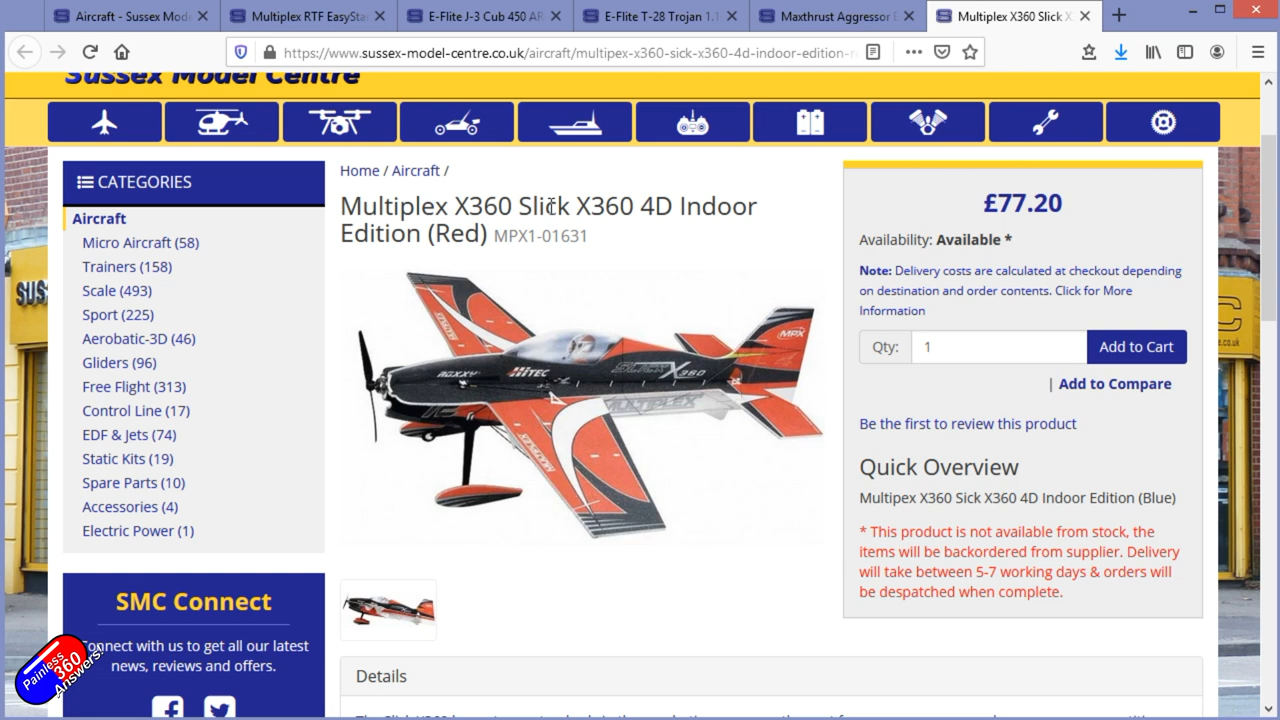 Aircraft - Sussex Mode
Multiplex RTF EasySta
E-Flite J-3 Cub 450 AR
E-Flite T-28 Trojan 1.1
Maxthrust Aggressor E
Multiplex X360 Slick X
https://www.sussex-model-centre.co.uk/aircraft/multipex-x360-sick-x360-4d-indoor-edition-r
Sussex Model Centre
CATEGORIES
Aircraft
Micro Aircraft (58)
Trainers (158)
Scale (493)
Sport (225)
Aerobatic-3D (46)
Gliders (96)
Free Flight (313)
Control Line (17)
EDF & Jets (74)
Static Kits (19)
Spare Parts (10)
Accessories (4)
Electric Power (1)
SMC Connect
onnect with us to get all our latest
news, reviews and offers.
Painless
360
Answers
Home / Aircraft /
Multiplex X360 Slick X360 4D Indoor
Edition (Red) MPX1-01631
MPX
ROXXY
HITEC
SLICK X360
MULTIPLEX
Details
£77.20
Availability: Available *
Note: Delivery costs are calculated at checkout depending
on destination and order contents. Click for More
Information
Qty: 1
Add to Cart
| Add to Compare
Be the first to review this product
Quick Overview
Multipex X360 Sick X360 4D Indoor Edition (Blue)
* This product is not available from stock, the
items will be backordered from supplier. Delivery
will take between 5-7 working days & orders will
be despatched when complete.
SUS
C
e.co.uk